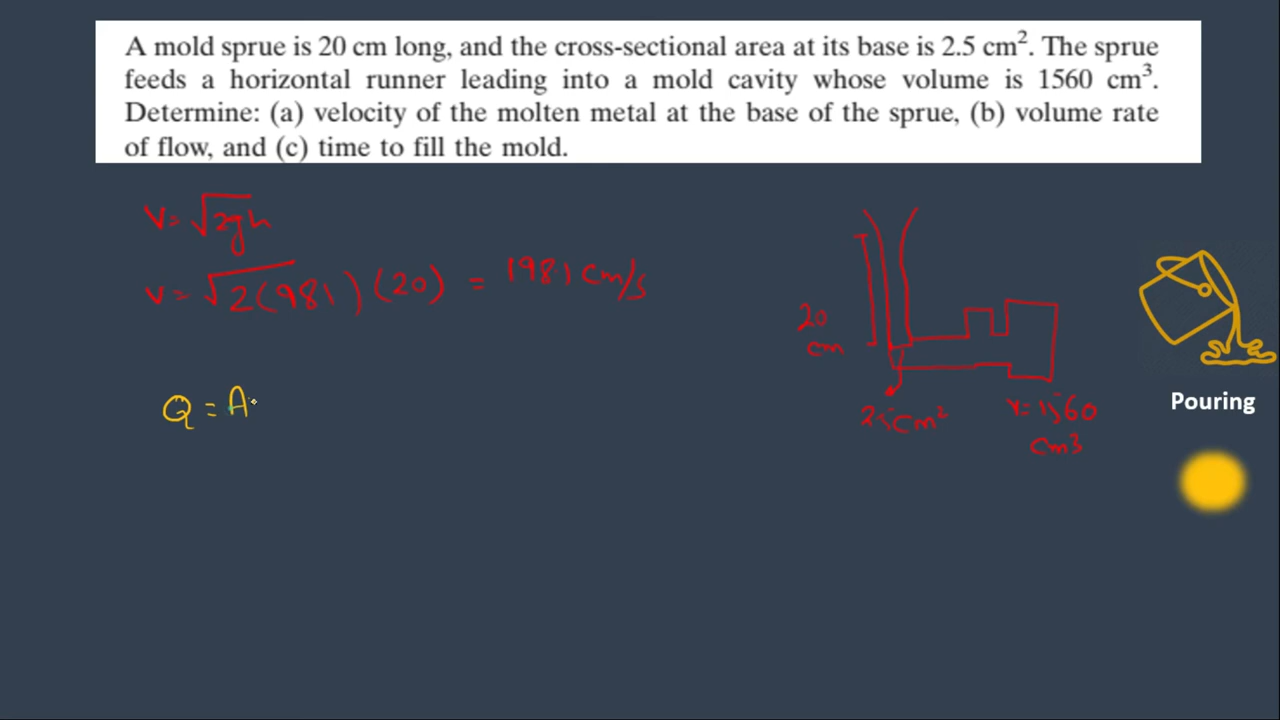 A mold sprue is 20 cm long, and the cross-sectional area at its base is 2.5 cm². The sprue
feeds a horizontal runner leading into a mold cavity whose volume is 1560 cm³.
Determine: (a) velocity of the molten metal at the base of the sprue, (b) volume rate
of flow, and (c) time to fill the mold.
V = √2gh
V = √2(981)(20) = 198.1 cm/s
20
cm
Q = A
2.5 cm²
V = 1560
cm3
Pouring